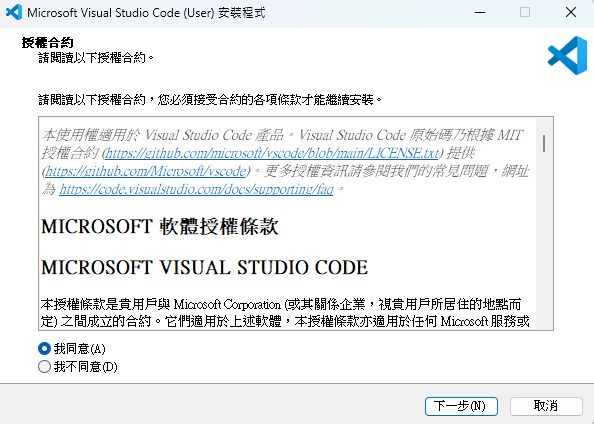 Microsoft Visual Studio Code (User) 安裝程式
授權合約
請閱讀以下授權合約。
請閱讀以下授權合約，您必須接受合約的各項條款才能繼續安裝。
本使用權適用於 Visual Studio Code 產品。Visual Studio Code 原始碼乃根據 MIT
授權合約 (https://github.com/microsoft/vscode/blob/main/LICENSE.txt) 提供
(https://github.com/Microsoft/vscode)。更多授權資訊請參閱我們的常見問題，網址
為 https://code.visualstudio.com/docs/supporting/faq。
MICROSOFT 軟體授權條款
MICROSOFT VISUAL STUDIO CODE
本授權條款是貴用戶與 Microsoft Corporation (或其關係企業，視貴用戶所居住的地點而
定) 之間成立的合約。它們適用於上述軟體，本授權條款亦適用於任何 Microsoft 服務或
我同意(A)
我不同意(D)
下一步(N)
取消